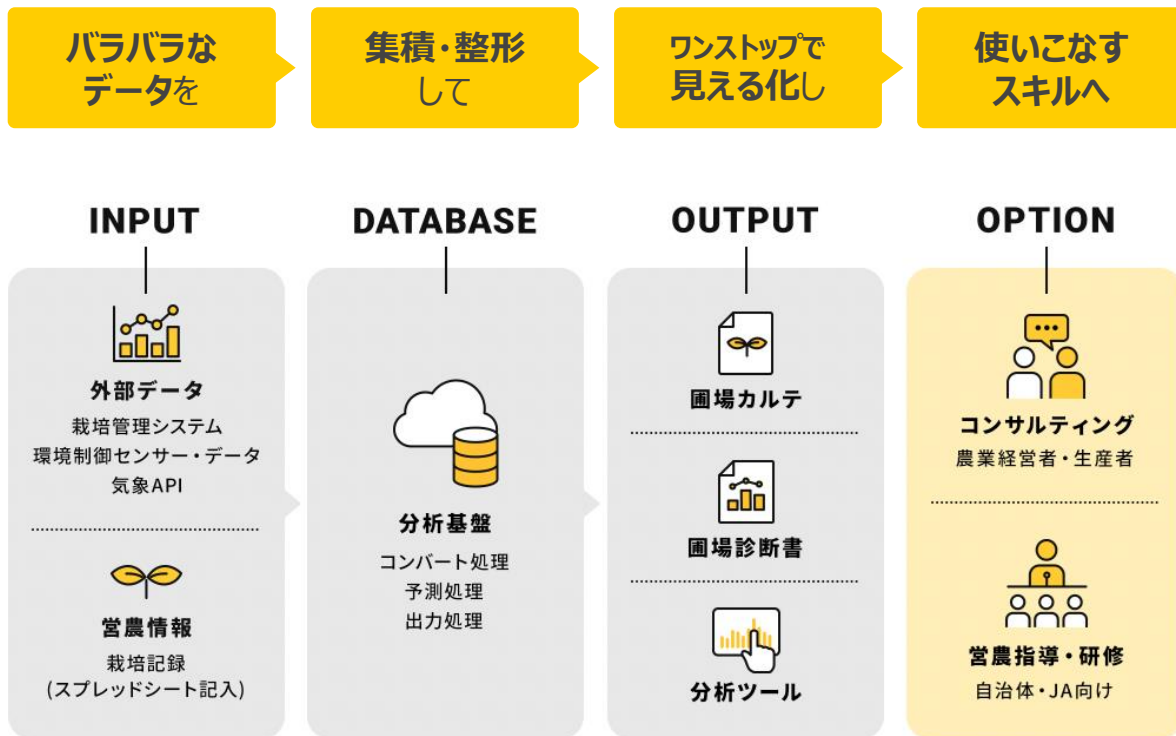 バラバラな
データを
集積・整形
して
ワンストップで
見える化し
使いこなす
スキルへ
INPUT
外部データ
栽培管理システム
環境制御センサー・データ
気象API
営農情報
栽培記録
(スプレッドシート記入)
DATABASE
分析基盤
コンバート処理
予測処理
出力処理
OUTPUT
圃場カルテ
圃場診断書
分析ツール
OPTION
コンサルティング
農業経営者・生産者
営農指導・研修
自治体・JA向け